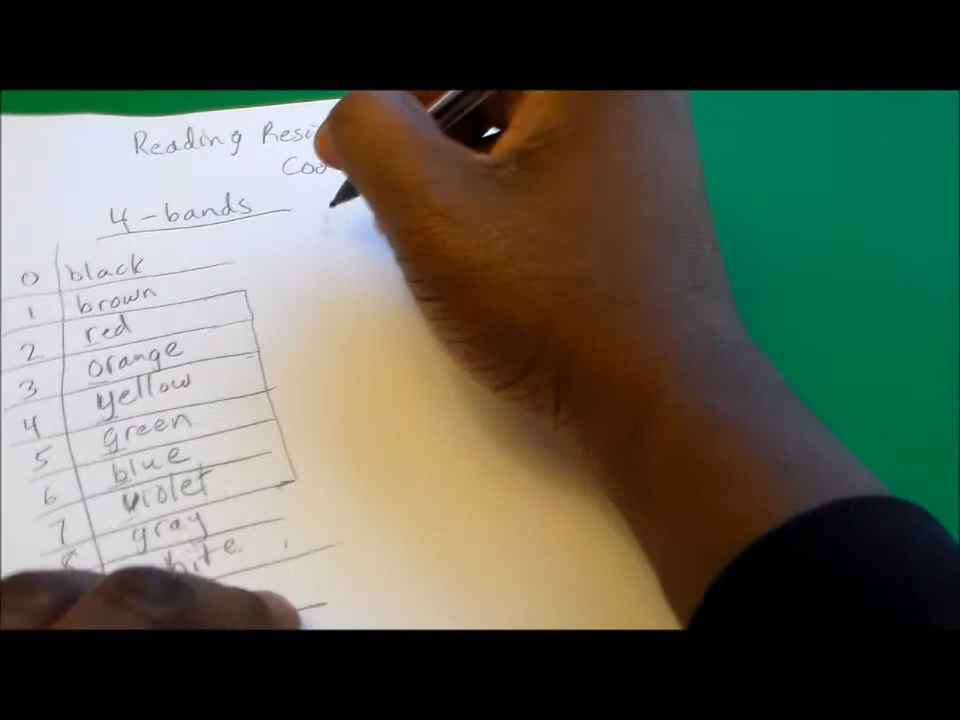 Reading
4-bands
0 black
1 brown
2 red
3 orange
4 yellow
5 green
6 blue
7 violet
gray